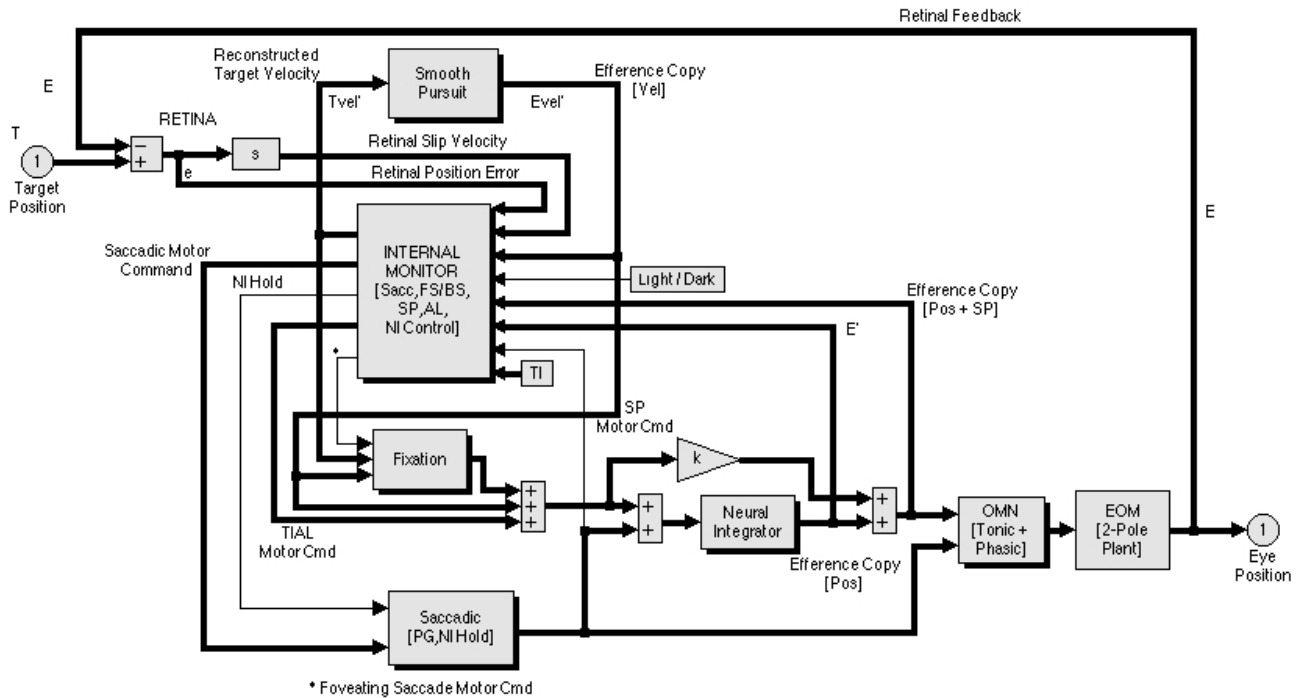 Retinal Feedback
Reconstructed
Target Velocity
Smooth
Pursuit
Efference Copy
[Vel]
E
Tvel'
Evel'
T
RETINA
Retinal Slip Velocity
1
−
+
s
e
Retinal Position Error
Target
Position
E
Saccadic Motor
Command
INTERNAL
MONITOR
[Sacc,FS/BS,
SP,AL,
NI Control]
NI Hold
Light / Dark
Efference Copy
[Pos + SP]
E'
*
TI
SP
Motor Cmd
Fixation
k
+
+
+
+
+
Neural
Integrator
+
+
OMN
[Tonic +
Phasic]
EOM
[2-Pole
Plant]
1
Eye
Position
TIAL
Motor Cmd
Efference Copy
[Pos]
Saccadic
[PG,NI Hold]
* Foveating Saccade Motor Cmd